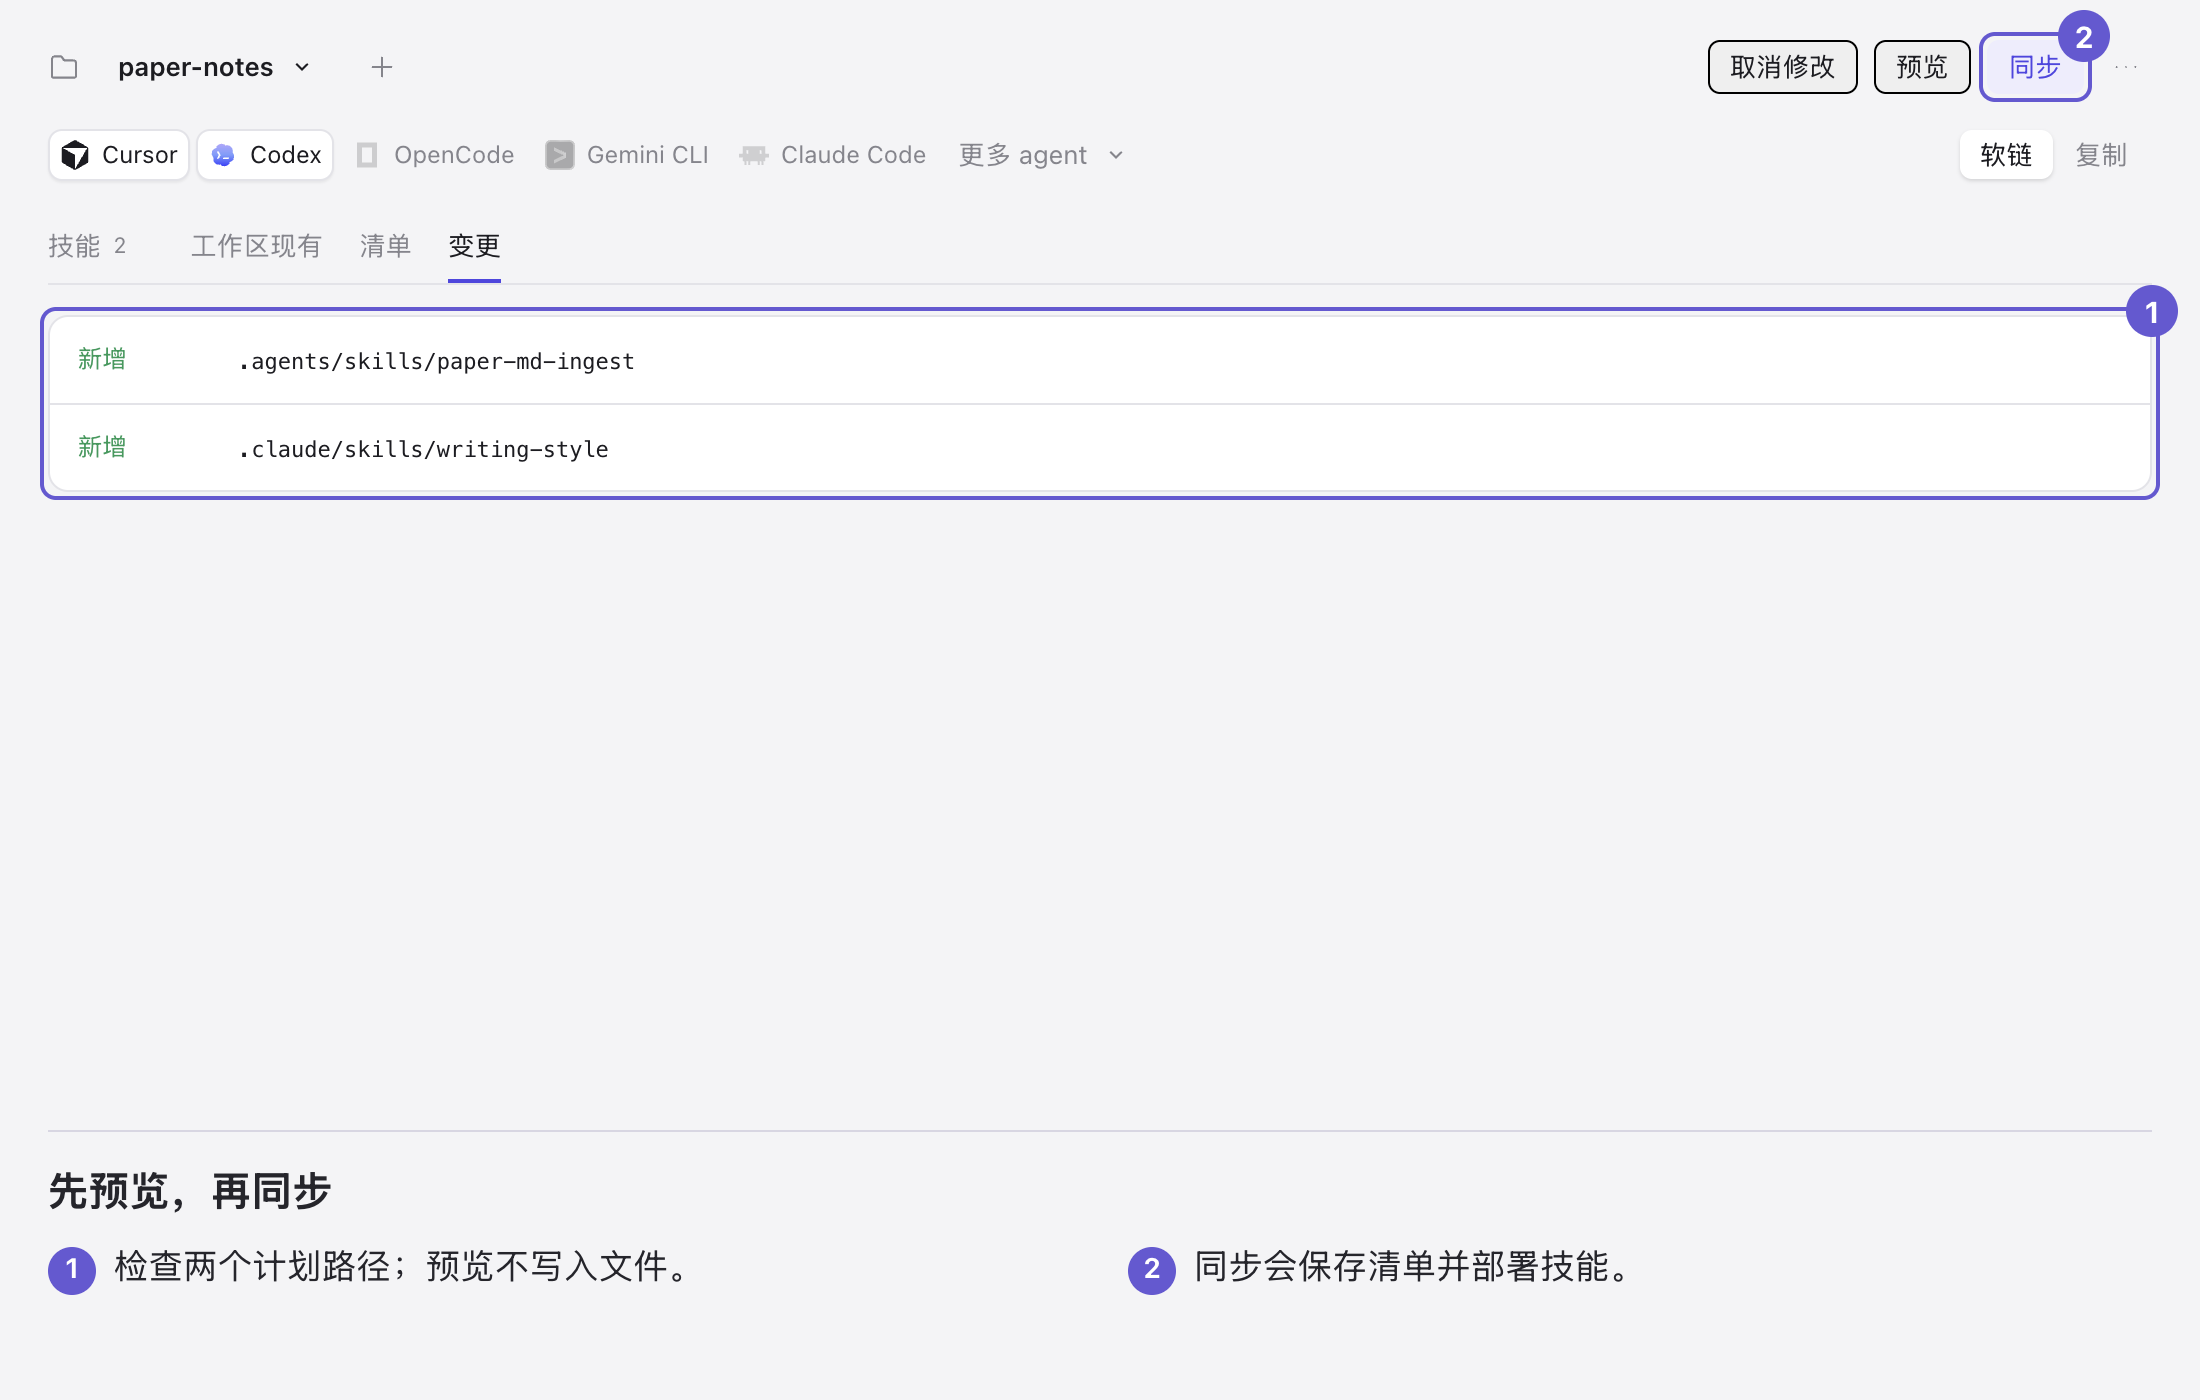 paper-notes
取消修改 预览 同步 2 ...
Cursor Codex OpenCode Gemini CLI Claude Code 更多 agent 软链 复制
技能 2 工作区现有 清单 变更
1
新增 .agents/skills/paper-md-ingest
新增 .claude/skills/writing-style
先预览，再同步
1 检查两个计划路径；预览不写入文件。
2 同步会保存清单并部署技能。